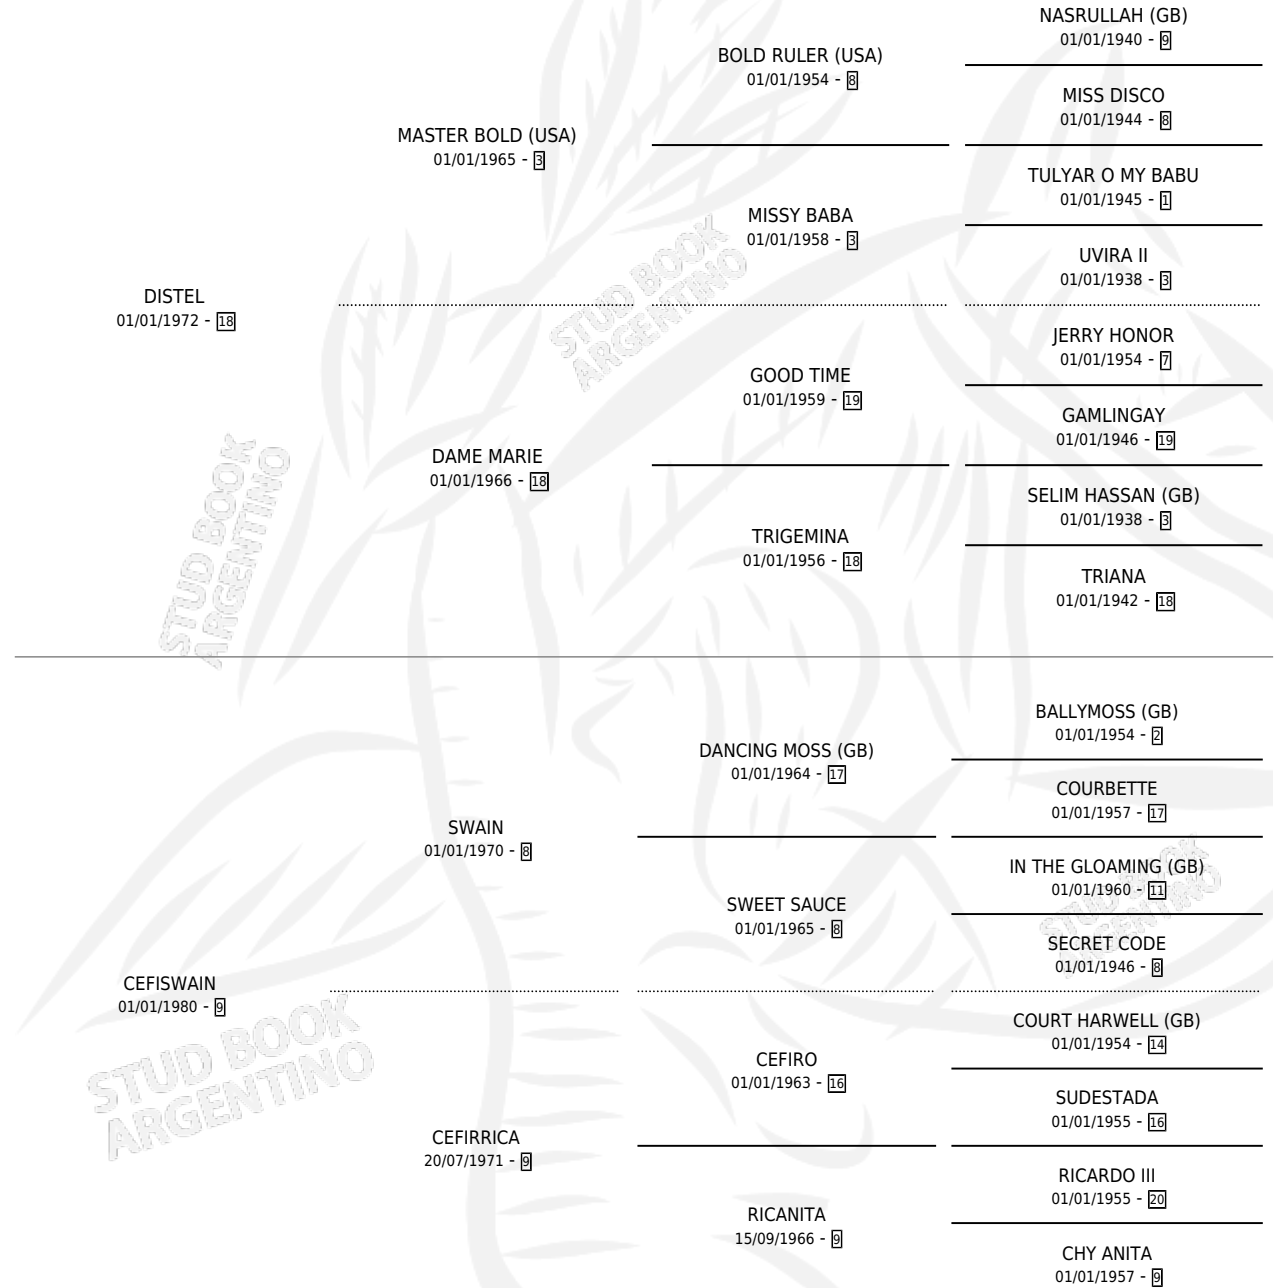 NASRULLAH (GB)
01/01/1940 - 9
BOLD RULER (USA)
01/01/1954 - 8
MISS DISCO
01/01/1944 - 8
MASTER BOLD (USA)
01/01/1965 - 3
TULYAR O MY BABU
01/01/1945 - 1
MISSY BABA
01/01/1958 - 3
UVIRA II
01/01/1938 - 3
DISTEL
01/01/1972 - 18
JERRY HONOR
01/01/1954 - 7
GOOD TIME
01/01/1959 - 19
GAMLINGAY
01/01/1946 - 19
DAME MARIE
01/01/1966 - 18
SELIM HASSAN (GB)
01/01/1938 - 3
TRIGEMINA
01/01/1956 - 18
TRIANA
01/01/1942 - 18
BALLYMOSS (GB)
01/01/1954 - 2
DANCING MOSS (GB)
01/01/1964 - 17
COURBETTE
01/01/1957 - 17
SWAIN
01/01/1970 - 8
IN THE GLOAMING (GB)
01/01/1960 - 11
SWEET SAUCE
01/01/1965 - 8
SECRET CODE
01/01/1946 - 8
CEFISWAIN
01/01/1980 - 9
COURT HARWELL (GB)
01/01/1954 - 14
CEFIRO
01/01/1963 - 16
SUDESTADA
01/01/1955 - 16
CEFIRRICA
20/07/1971 - 9
RICARDO III
01/01/1955 - 20
RICANITA
15/09/1966 - 9
CHY ANITA
01/01/1957 - 9
STUD BOOK
ARGENTINO
STUD BOOK
ARGENTINO
STUD BOOK
ARGENTINO
STUD BOOK
ARGENTINO